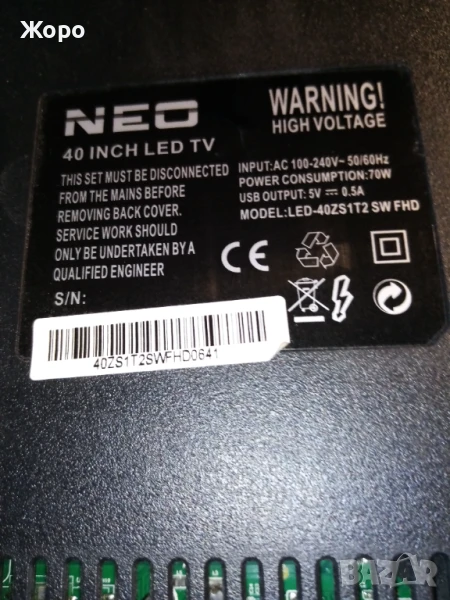 Жоро
NEO
40 INCH LED TV
THIS SET MUST BE DISCONNECTED
FROM THE MAINS BEFORE
REMOVING BACK COVER.
SERVICE WORK SHOULD
ONLY BE UNDERTAKEN BY A
QUALIFIED ENGINEER
S/N:
40ZS1T2SWFHD0641
WARNING!
HIGH VOLTAGE
INPUT:AC 100-240V~ 50/60Hz
POWER CONSUMPTION:70W
USB OUTPUT: 5V ⎓ 0.5A
MODEL:LED-40ZS1T2 SW FHD
CE
BAZAR